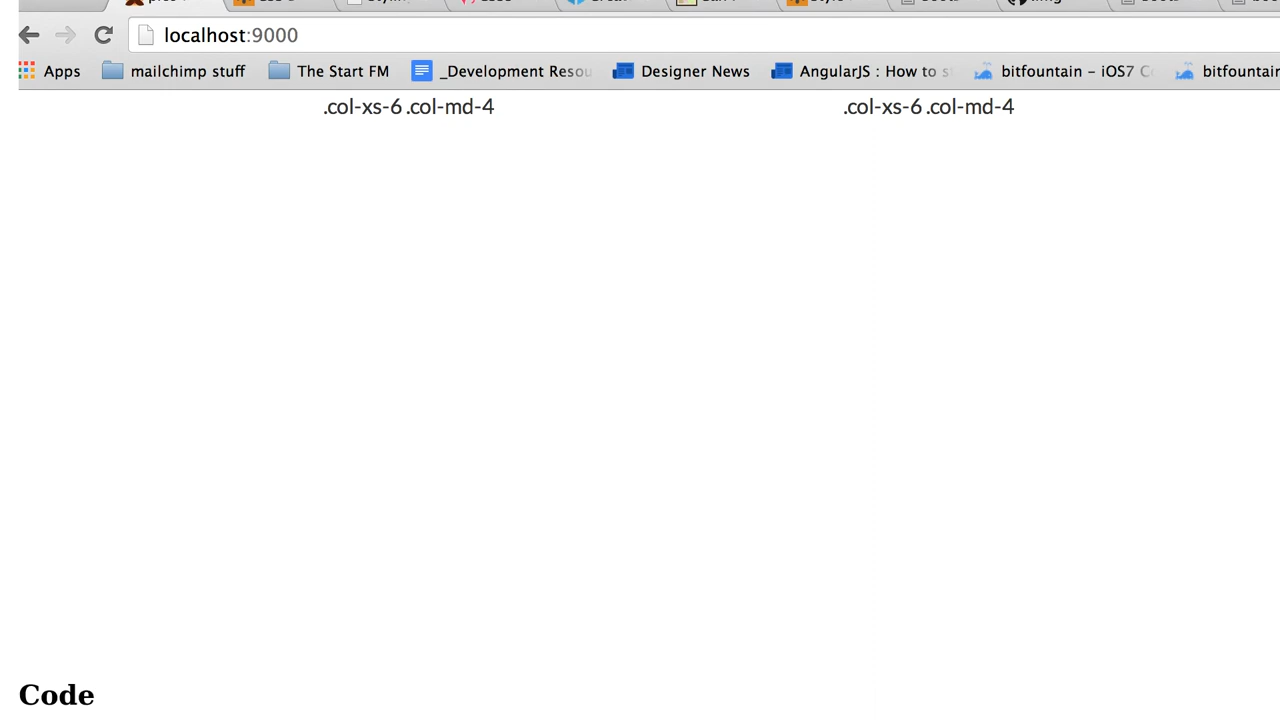 localhost:9000
Apps mailchimp stuff The Start FM _Development Resou Designer News AngularJS : How to s bitfountain – iOS7 C bitfountain
.col-xs-6 .col-md-4 .col-xs-6 .col-md-4
Code